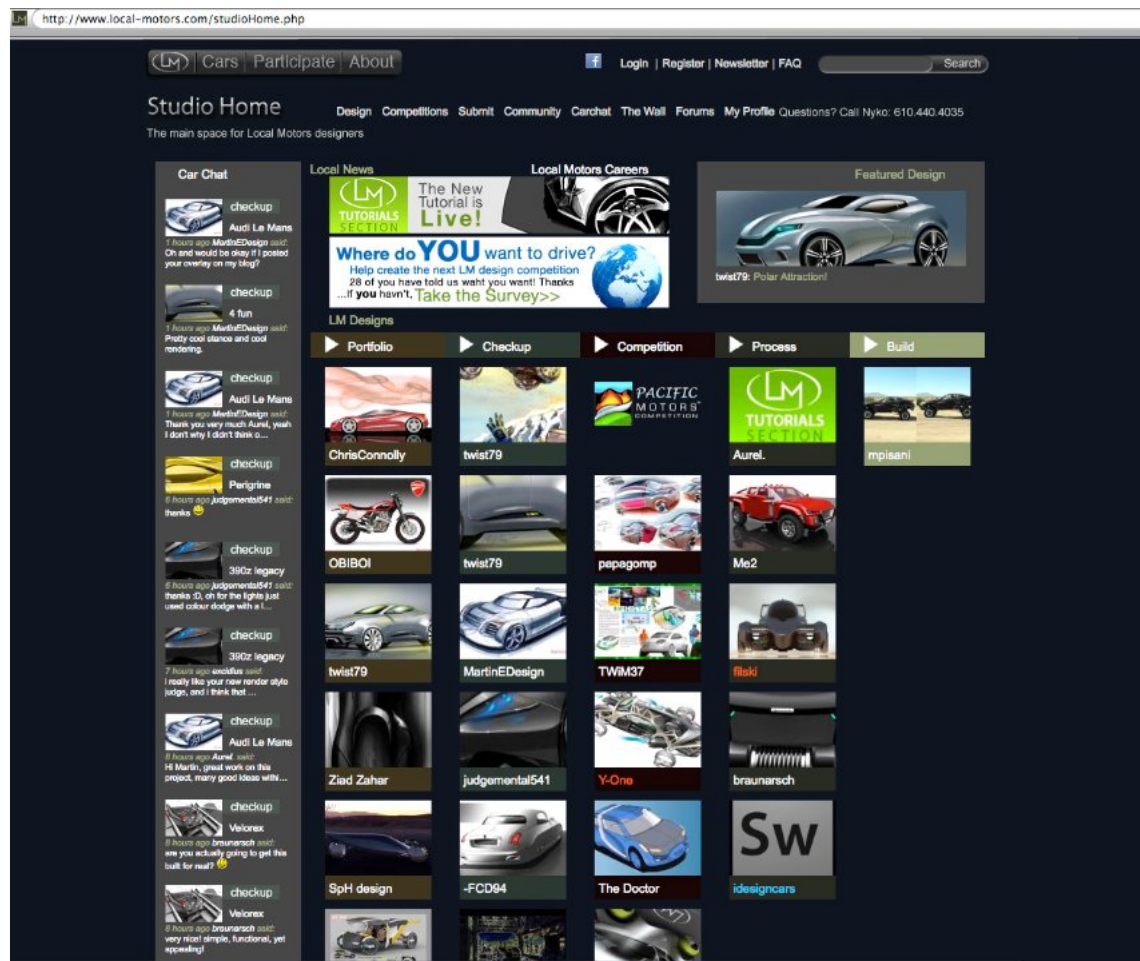 LM
http://www.local-motors.com/studioHome.php
LM Cars Participate About
f Login | Register | Newsletter | FAQ Search
Studio Home
Design Competitions Submit Community Carchat The Wall Forums My Profile Questions? Call Nyko: 610.440.4035
The main space for Local Motors designers
Car Chat
checkup
Audi Le Mans
1 hours ago MartinEDesign said:
Oh and would be okay if I posted
your overlay on my blog?
checkup
4 fun
1 hours ago MartinEDesign said:
Pretty cool stance and cool
rendering.
checkup
Audi Le Mans
1 hours ago MartinEDesign said:
Thank you very much Aurel, yeah
I don't why I didn't think o...
checkup
Perigrine
6 hours ago judgemental541 said:
thanks
checkup
390z legacy
6 hours ago judgemental541 said:
thanks :D, oh for the lights just
used colour dodge with a l...
checkup
390z legacy
7 hours ago excidius said:
i really like your new render style
judge, and i think that ...
checkup
Audi Le Mans
8 hours ago Aurel. said:
Hi Martin, great work on this
project, many good ideas withi...
checkup
Velorex
8 hours ago braunarsch said:
are you actually going to get this
built for real?
checkup
Velorex
8 hours ago braunarsch said:
very nice! simple, functional, yet
appealing!
Local News
Local Motors Careers
LM
TUTORIALS
SECTION
The New
Tutorial is
Live!
Where do YOU want to drive?
Help create the next LM design competition
28 of you have told us waht you want! Thanks
....if you havn't, Take the Survey>>
Featured Design
twist79: Polar Attraction!
LM Designs
Portfolio Checkup Competition Process Build
PACIFIC
MOTORS
COMPETITION
LM
TUTORIALS
SECTION
ChrisConnolly twist79 Aurel. mpisani
OBIBOI twist79 papagomp Me2
twist79 MartinEDesign TWiM37 filski
Ziad Zahar judgemental541 Y-One braunarsch
Sw
SpH design -FCD94 The Doctor idesigncars